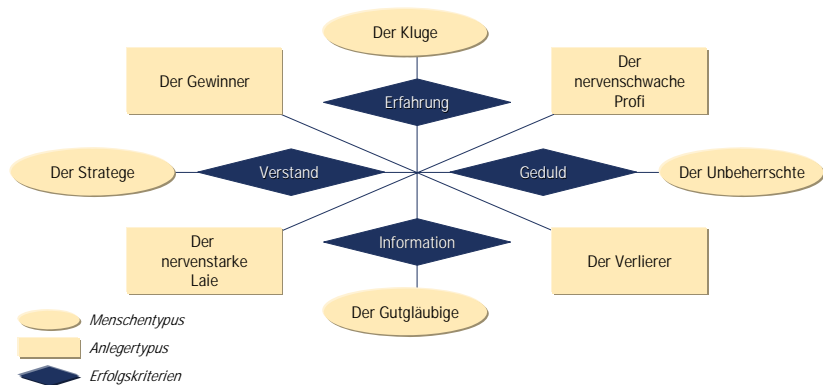 Der Kluge
Der Gewinner
Der
nervenschwache
Profi
Erfahrung
Der Stratege
Verstand
Geduld
Der Unbeherrschte
Der
nervenstarke
Laie
Information
Der Verlierer
Der Gutgläubige
Menschentypus
Anlegertypus
Erfolgskriterien